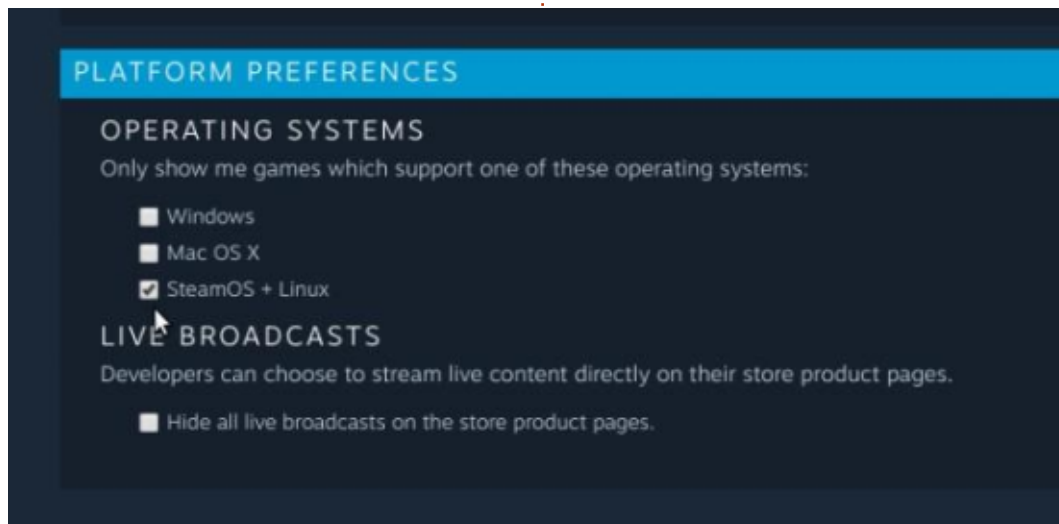 PLATFORM PREFERENCES
OPERATING SYSTEMS
Only show me games which support one of these operating systems:
Windows
Mac OS X
SteamOS + Linux
LIVE BROADCASTS
Developers can choose to stream live content directly on their store product pages.
Hide all live broadcasts on the store product pages.